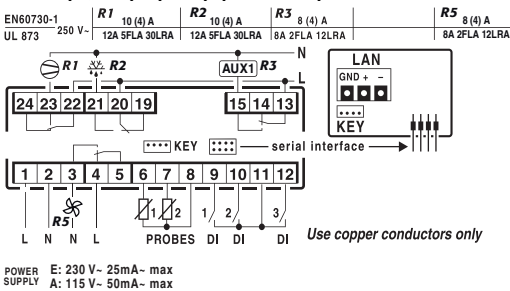 EN60730-1 250 V~ R1 10 (4) A R2 10 (4) A R3 8 (4) A R5 8 (4) A
UL 873 12A 5FLA 30LRA 12A 5FLA 30LRA 8A 2FLA 12LRA 8A 2FLA 12LRA
N
R1 R2 AUX1 R3
L
LAN
GND + -
KEY
24 23 22 21 20 19 15 14 13
KEY serial interface
1 2 3 4 5 6 7 8 9 10 11 12
R5 1 2 1 2 3
L N N L PROBES DI DI DI
Use copper conductors only
POWER SUPPLY E: 230 V~ 25mA~ max
A: 115 V~ 50mA~ max